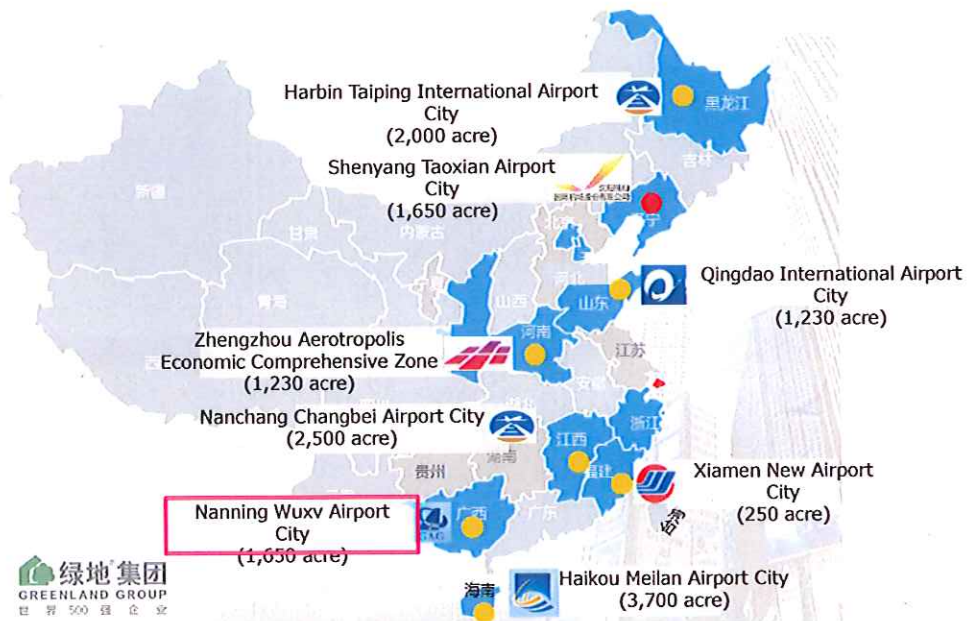 Harbin Taiping International Airport
City
(2,000 acre)
黑龙江
吉林
Shenyang Taoxian Airport
City
(1,650 acre)
新疆
甘肃
内蒙古
河北
山西
山东
Qingdao International Airport
City
(1,230 acre)
青海
宁夏
河南
江苏
Zhengzhou Aerotropolis
Economic Comprehensive Zone
(1,230 acre)
安徽
湖北
浙江
Nanchang Changbei Airport City
(2,500 acre)
江西
湖南
贵州
福建
Xiamen New Airport
City
(250 acre)
台湾
Nanning Wuxv Airport
City
(1,650 acre)
广西
广东
绿地集团
GREENLAND GROUP
世界500强企业
海南
Haikou Meilan Airport City
(3,700 acre)